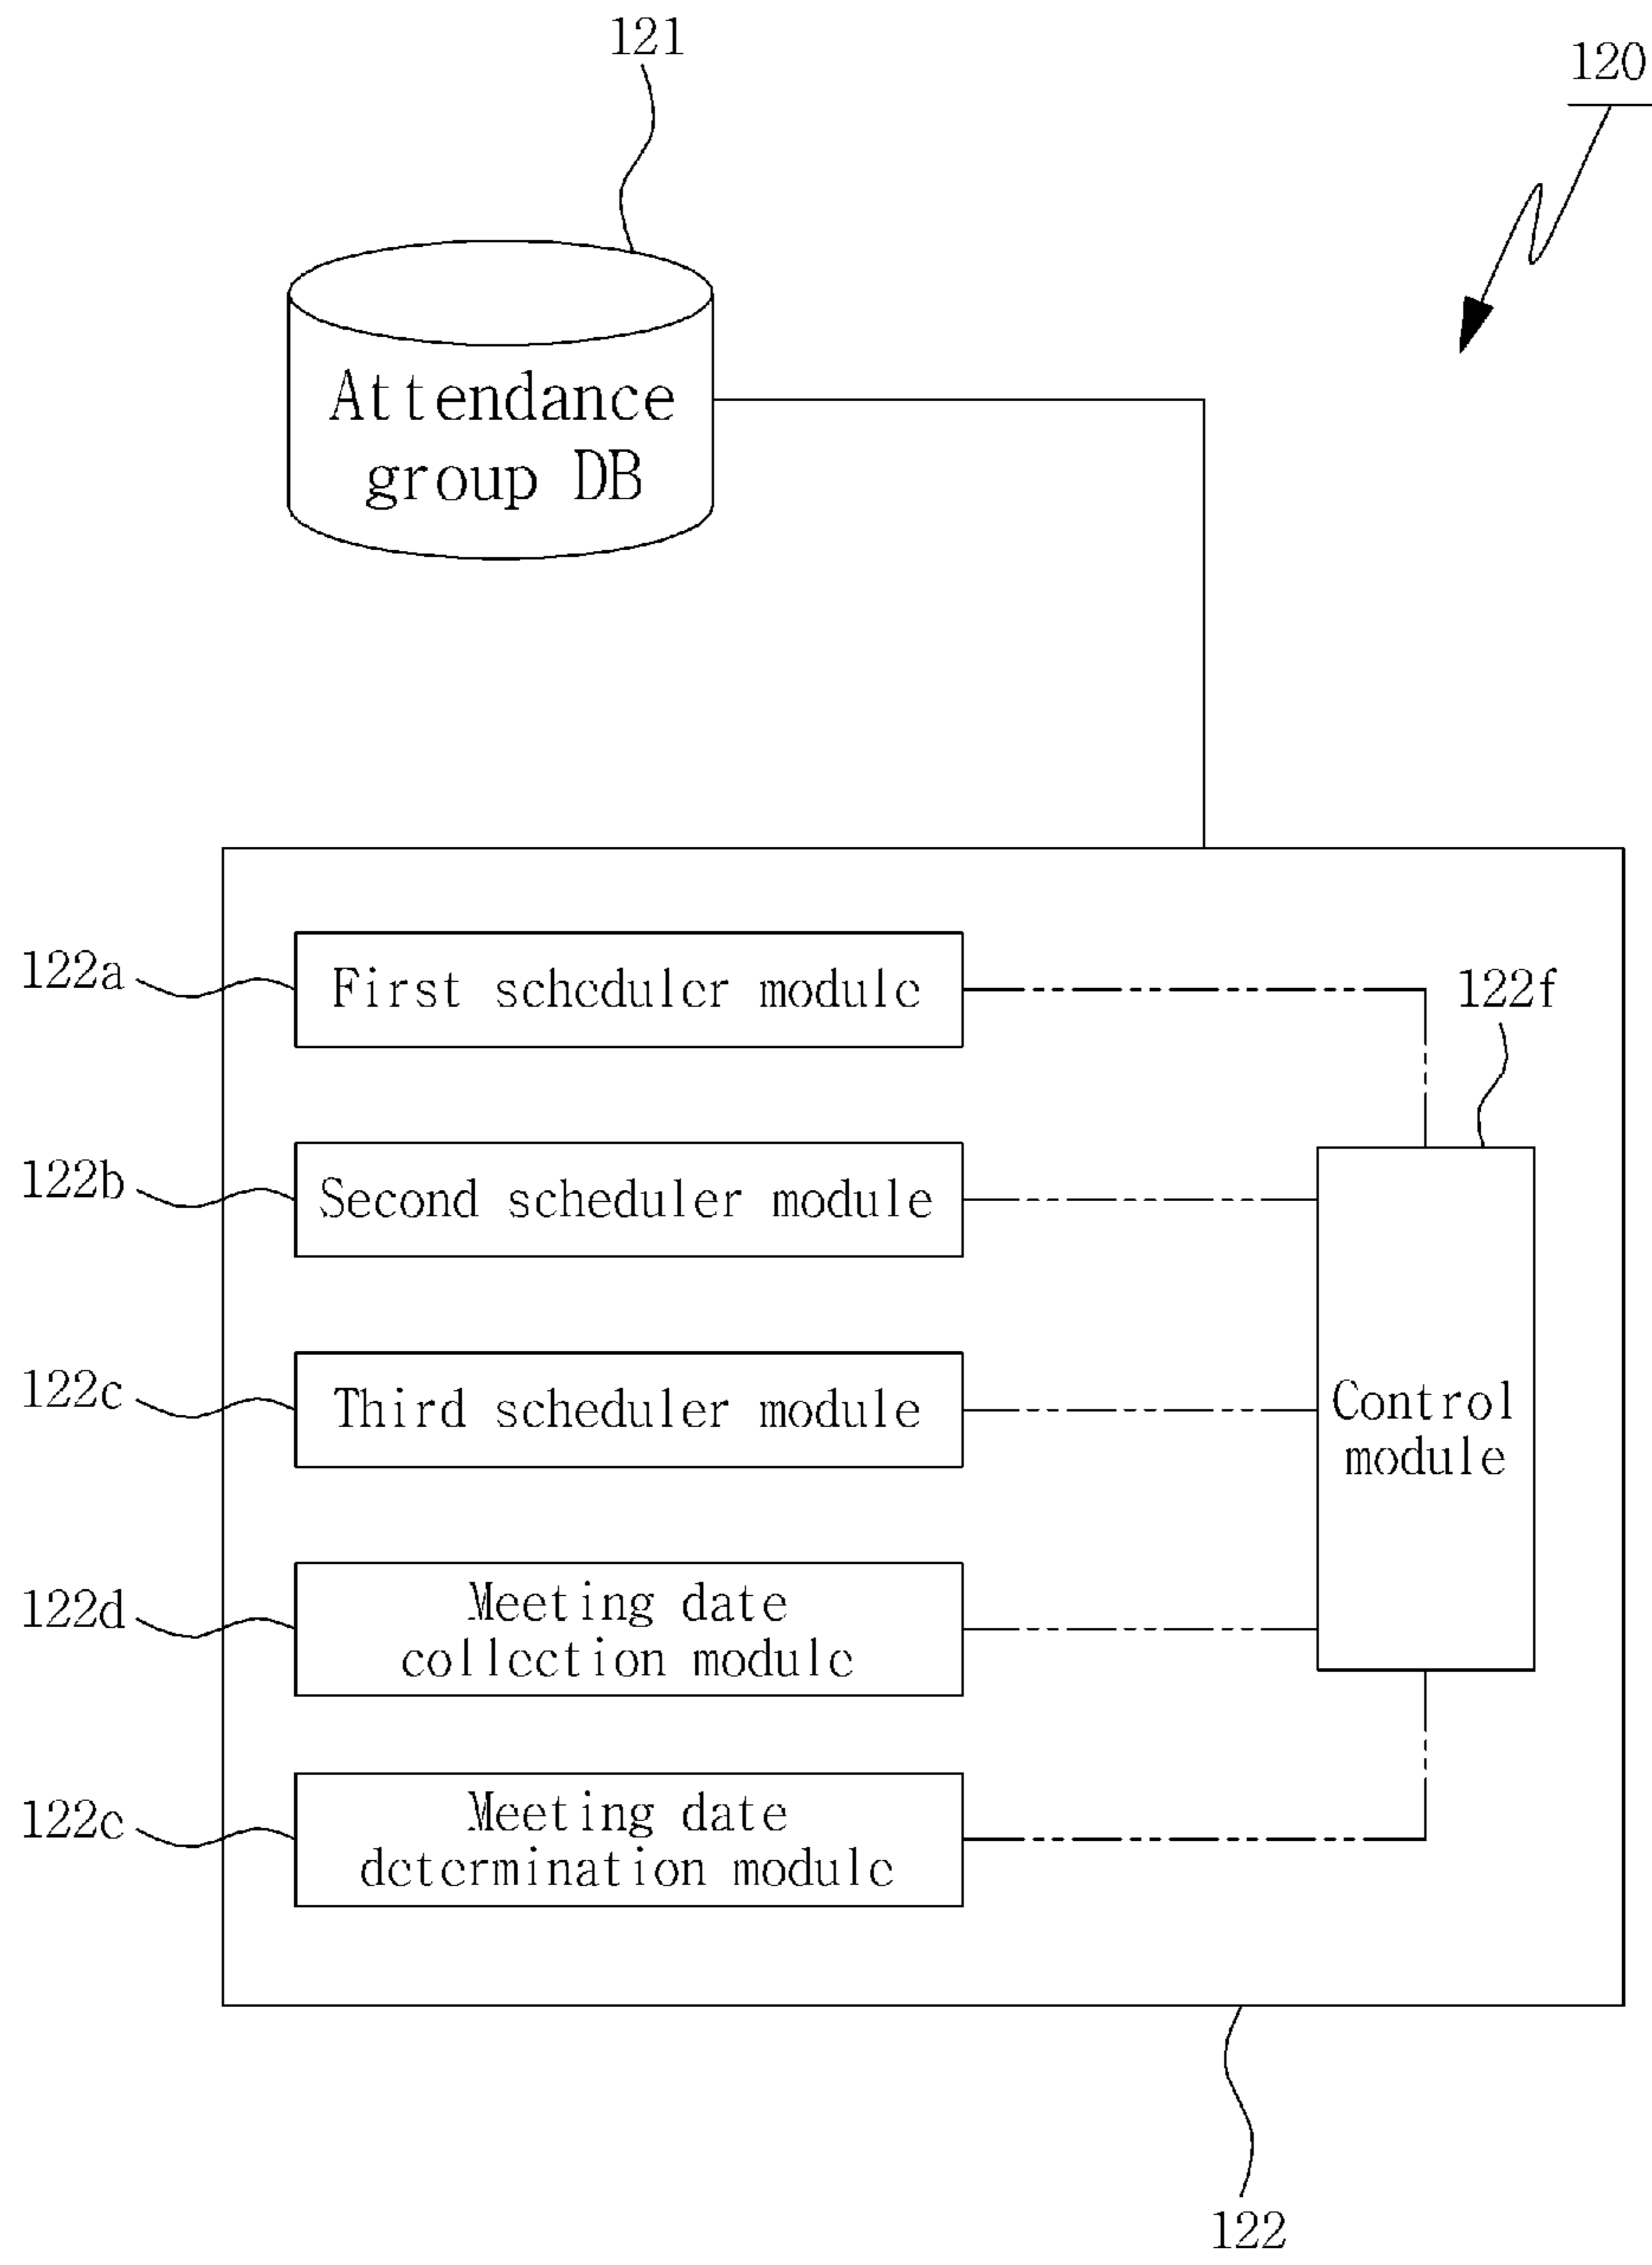 121
120
Attendance
group DB
122a
First scheduler module
122f
122b
Second scheduler module
122c
Third scheduler module
Control
module
122d
Meeting date
collection module
122e
Meeting date
determination module
122